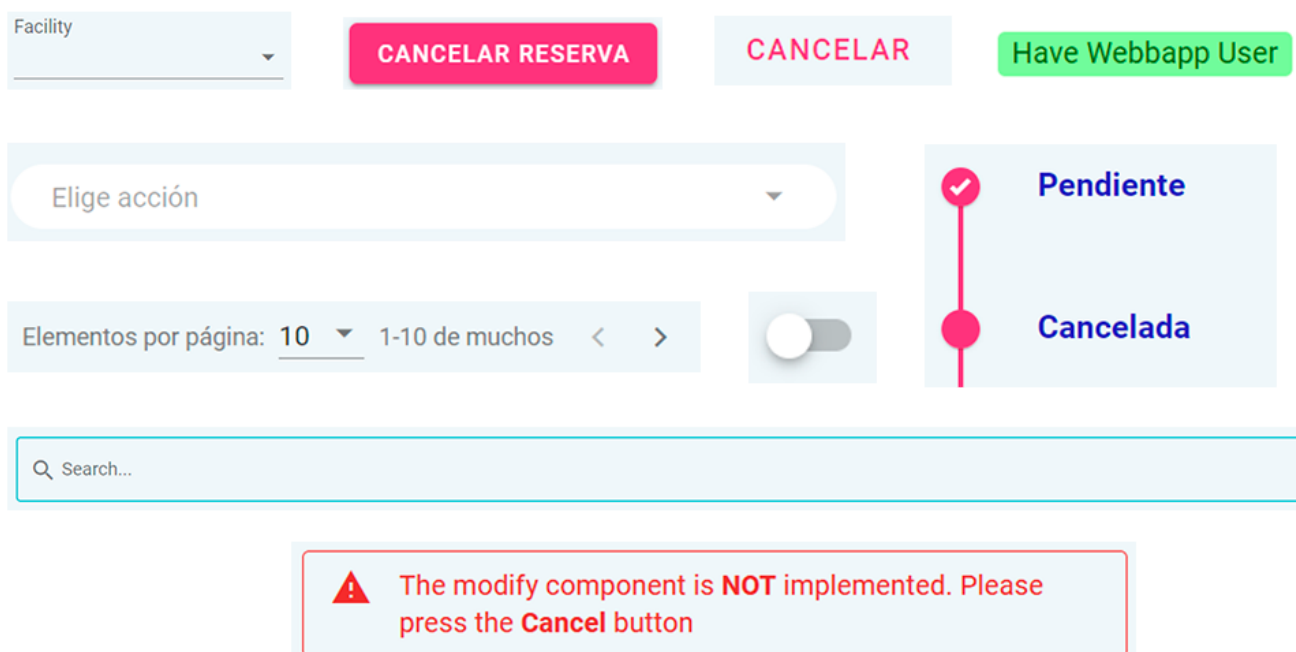 Facility
CANCELAR RESERVA
CANCELAR
Have Webbapp User
Elige acción
Pendiente
Cancelada
Elementos por página: 10 1-10 de muchos
Search...
The modify component is NOT implemented. Please
press the Cancel button